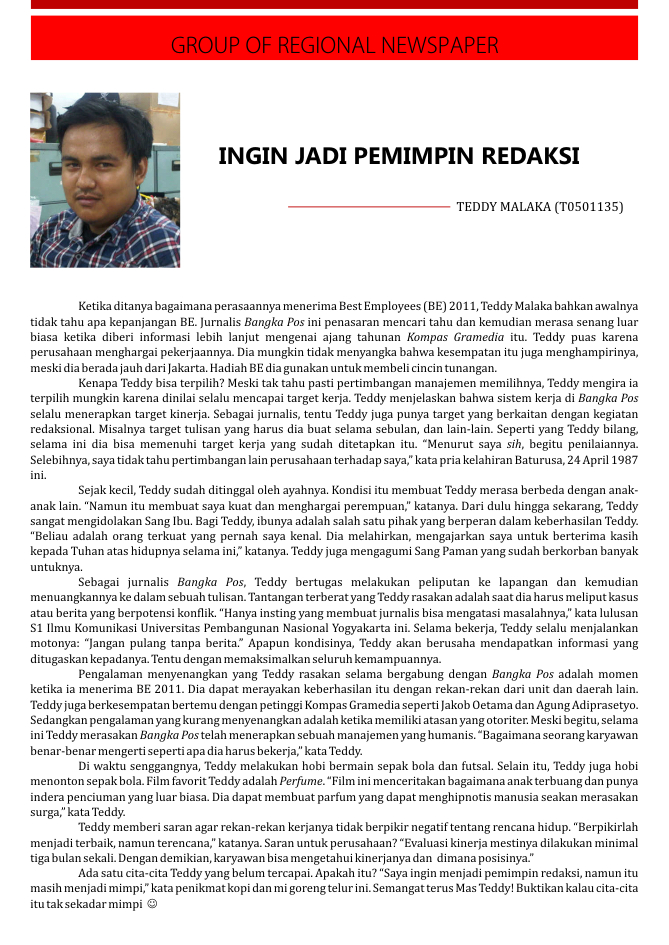 GROUP OF REGIONAL NEWSPAPER
INGIN JADI PEMIMPIN REDAKSI
TEDDY MALAKA (T0501135)
Ketika ditanya bagaimana perasaannya menerima Best Employees (BE) 2011, Teddy Malaka bahkan awalnya
tidak tahu apa kepanjangan BE. Jurnalis Bangka Pos ini penasaran mencari tahu dan kemudian merasa senang luar
biasa ketika diberi informasi lebih lanjut mengenai ajang tahunan Kompas Gramedia itu. Teddy puas karena
perusahaan menghargai pekerjaannya. Dia mungkin tidak menyangka bahwa kesempatan itu juga menghampirinya,
meski dia berada jauh dari Jakarta. Hadiah BE dia gunakan untuk membeli cincin tunangan.
Kenapa Teddy bisa terpilih? Meski tak tahu pasti pertimbangan manajemen memilihnya, Teddy mengira ia
terpilih mungkin karena dinilai selalu mencapai target kerja. Teddy menjelaskan bahwa sistem kerja di Bangka Pos
selalu menerapkan target kinerja. Sebagai jurnalis, tentu Teddy juga punya target yang berkaitan dengan kegiatan
redaksional. Misalnya target tulisan yang harus dia buat selama sebulan, dan lain-lain. Seperti yang Teddy bilang,
selama ini dia bisa memenuhi target kerja yang sudah ditetapkan itu. “Menurut saya sih, begitu penilaiannya.
Selebihnya, saya tidak tahu pertimbangan lain perusahaan terhadap saya,” kata pria kelahiran Baturusa, 24 April 1987
ini.
Sejak kecil, Teddy sudah ditinggal oleh ayahnya. Kondisi itu membuat Teddy merasa berbeda dengan anak-
anak lain. “Namun itu membuat saya kuat dan menghargai perempuan,” katanya. Dari dulu hingga sekarang, Teddy
sangat mengidolakan Sang Ibu. Bagi Teddy, ibunya adalah salah satu pihak yang berperan dalam keberhasilan Teddy.
“Beliau adalah orang terkuat yang pernah saya kenal. Dia melahirkan, mengajarkan saya untuk berterima kasih
kepada Tuhan atas hidupnya selama ini,” katanya. Teddy juga mengagumi Sang Paman yang sudah berkorban banyak
untuknya.
Sebagai jurnalis Bangka Pos, Teddy bertugas melakukan peliputan ke lapangan dan kemudian
menuangkannya ke dalam sebuah tulisan. Tantangan terberat yang Teddy rasakan adalah saat dia harus meliput kasus
atau berita yang berpotensi konflik. “Hanya insting yang membuat jurnalis bisa mengatasi masalahnya,” kata lulusan
S1 Ilmu Komunikasi Universitas Pembangunan Nasional Yogyakarta ini. Selama bekerja, Teddy selalu menjalankan
motonya: “Jangan pulang tanpa berita.” Apapun kondisinya, Teddy akan berusaha mendapatkan informasi yang
ditugaskan kepadanya. Tentu dengan memaksimalkan seluruh kemampuannya.
Pengalaman menyenangkan yang Teddy rasakan selama bergabung dengan Bangka Pos adalah momen
ketika ia menerima BE 2011. Dia dapat merayakan keberhasilan itu dengan rekan-rekan dari unit dan daerah lain.
Teddy juga berkesempatan bertemu dengan petinggi Kompas Gramedia seperti Jakob Oetama dan Agung Adiprasetyo.
Sedangkan pengalaman yang kurang menyenangkan adalah ketika memiliki atasan yang otoriter. Meski begitu, selama
ini Teddy merasakan Bangka Pos telah menerapkan sebuah manajemen yang humanis. “Bagaimana seorang karyawan
benar-benar mengerti seperti apa dia harus bekerja,” kata Teddy.
Di waktu senggangnya, Teddy melakukan hobi bermain sepak bola dan futsal. Selain itu, Teddy juga hobi
menonton sepak bola. Film favorit Teddy adalah Perfume. “Film ini menceritakan bagaimana anak terbuang dan punya
indera penciuman yang luar biasa. Dia dapat membuat parfum yang dapat menghipnotis manusia seakan merasakan
surga,” kata Teddy.
Teddy memberi saran agar rekan-rekan kerjanya tidak berpikir negatif tentang rencana hidup. “Berpikirlah
menjadi terbaik, namun terencana,” katanya. Saran untuk perusahaan? “Evaluasi kinerja mestinya dilakukan minimal
tiga bulan sekali. Dengan demikian, karyawan bisa mengetahui kinerjanya dan dimana posisinya.”
Ada satu cita-cita Teddy yang belum tercapai. Apakah itu? “Saya ingin menjadi pemimpin redaksi, namun itu
masih menjadi mimpi,” kata penikmat kopi dan mi goreng telur ini. Semangat terus Mas Teddy! Buktikan kalau cita-cita
itu tak sekadar mimpi ☺